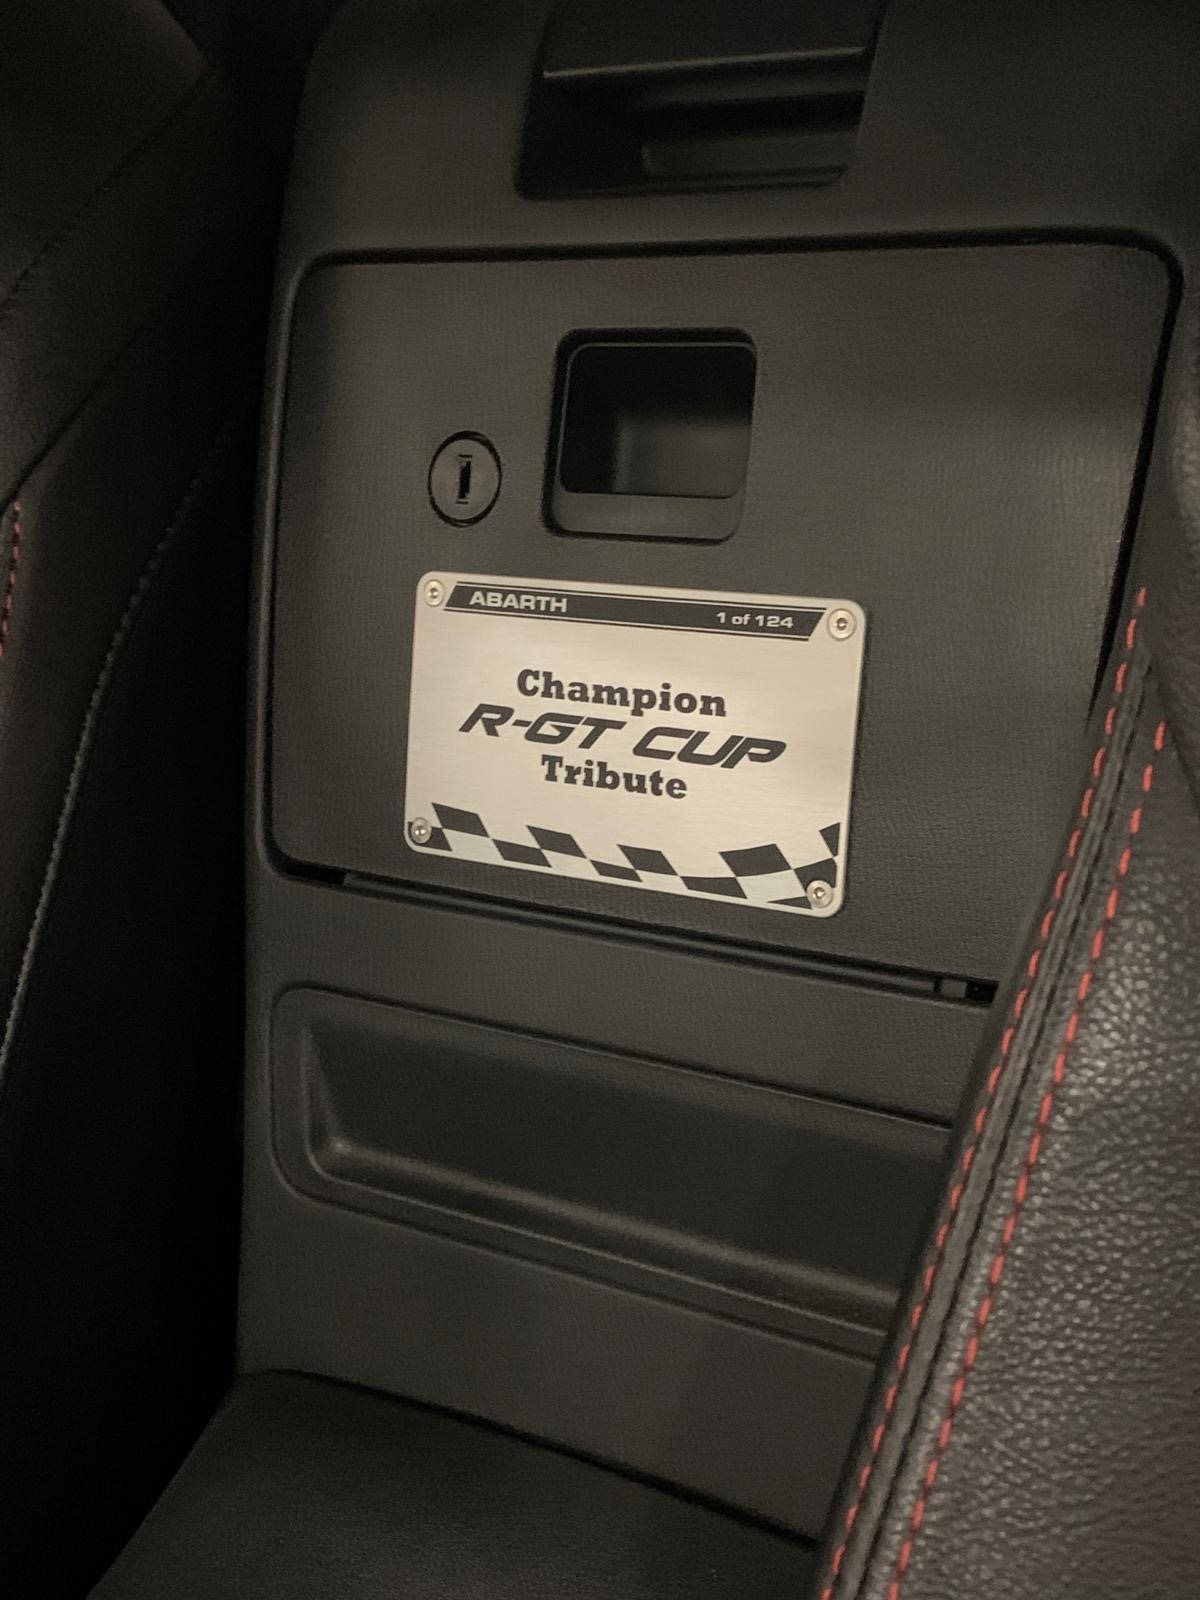 ABARTH
1 of 124
Champion
R-GT CUP
Tribute